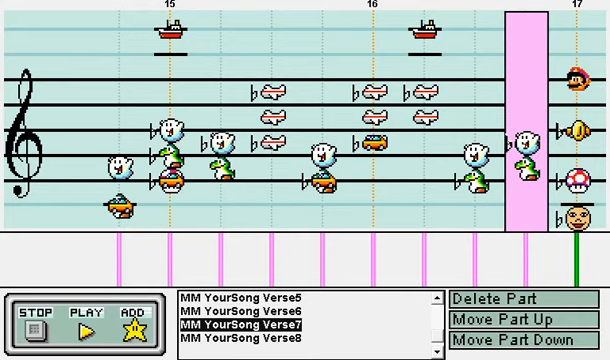 15 16 17
STOP PLAY ADD
MM YourSong Verse5
MM YourSong Verse6
MM YourSong Verse7
MM YourSong Verse8
Delete Part
Move Part Up
Move Part Down